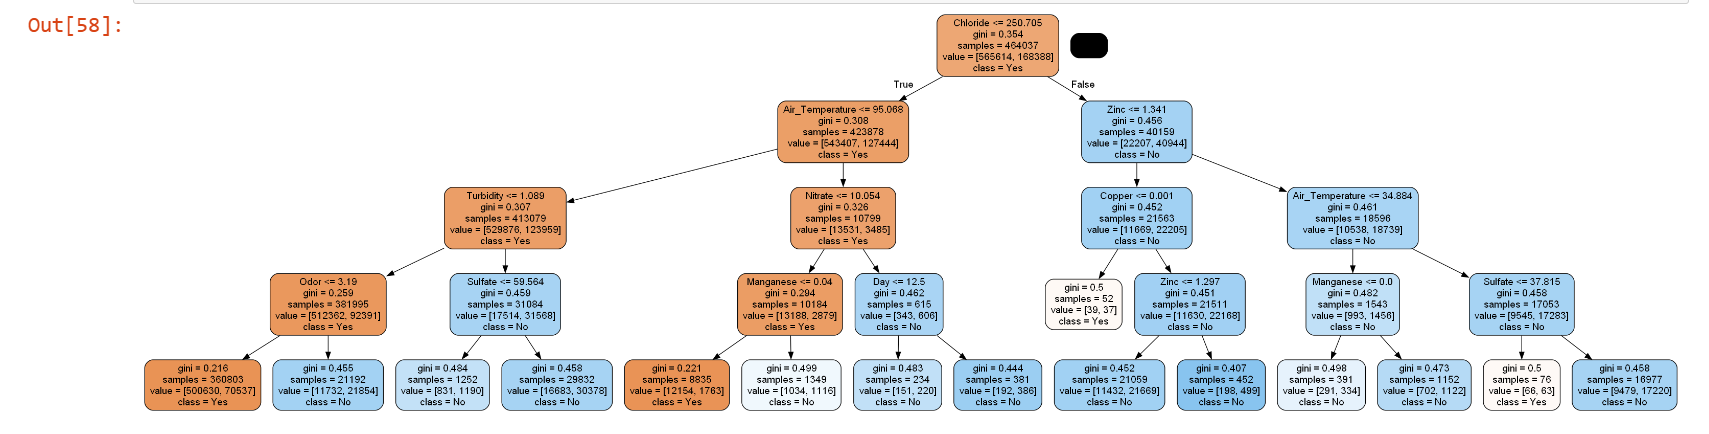 Out[58]:
Chloride <= 250.705
gini = 0.354
samples = 464037
value = [565614, 168388]
class = Yes
True
False
Air_Temperature <= 95.068
gini = 0.308
samples = 423878
value = [543407, 127444]
class = Yes
Zinc <= 1.341
gini = 0.456
samples = 40159
value = [22207, 40944]
class = No
Turbidity <= 1.089
gini = 0.307
samples = 413079
value = [529876, 123959]
class = Yes
Nitrate <= 10.054
gini = 0.326
samples = 10799
value = [13531, 3485]
class = Yes
Copper <= 0.001
gini = 0.452
samples = 21563
value = [11669, 22205]
class = No
Air_Temperature <= 34.884
gini = 0.461
samples = 18596
value = [10538, 18739]
class = No
Odor <= 3.19
gini = 0.259
samples = 381995
value = [512362, 92391]
class = Yes
Sulfate <= 59.564
gini = 0.459
samples = 31084
value = [17514, 31568]
class = No
Manganese <= 0.04
gini = 0.294
samples = 10184
value = [13188, 2879]
class = Yes
Day <= 12.5
gini = 0.462
samples = 615
value = [343, 606]
class = No
gini = 0.5
samples = 52
value = [39, 37]
class = Yes
Zinc <= 1.297
gini = 0.451
samples = 21511
value = [11630, 22168]
class = No
Manganese <= 0.0
gini = 0.482
samples = 1543
value = [993, 1456]
class = No
Sulfate <= 37.815
gini = 0.458
samples = 17053
value = [9545, 17283]
class = No
gini = 0.216
samples = 360803
value = [500630, 70537]
class = Yes
gini = 0.455
samples = 21192
value = [11732, 21854]
class = No
gini = 0.484
samples = 1252
value = [831, 1190]
class = No
gini = 0.458
samples = 29832
value = [16683, 30378]
class = No
gini = 0.221
samples = 8835
value = [12154, 1763]
class = Yes
gini = 0.499
samples = 1349
value = [1034, 1116]
class = No
gini = 0.483
samples = 234
value = [151, 220]
class = No
gini = 0.444
samples = 381
value = [192, 386]
class = No
gini = 0.452
samples = 21059
value = [11432, 21669]
class = No
gini = 0.407
samples = 452
value = [198, 499]
class = No
gini = 0.498
samples = 391
value = [291, 334]
class = No
gini = 0.473
samples = 1152
value = [702, 1122]
class = No
gini = 0.5
samples = 76
value = [66, 63]
class = Yes
gini = 0.458
samples = 16977
value = [9479, 17220]
class = No